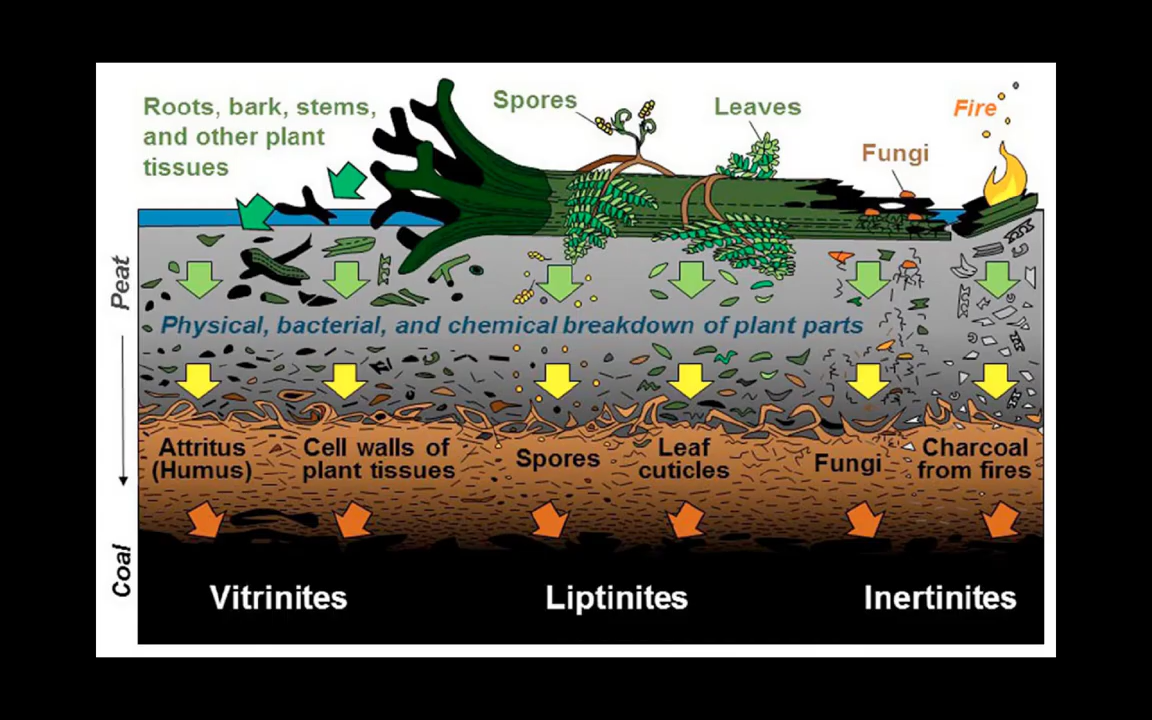 Roots, bark, stems,
and other plant
tissues
Spores
Leaves
Fungi
Fire
Peat
Physical, bacterial, and chemical breakdown of plant parts
Attritus
(Humus)
Cell walls of
plant tissues
Spores
Leaf
cuticles
Fungi
Charcoal
from fires
Coal
Vitrinites
Liptinites
Inertinites